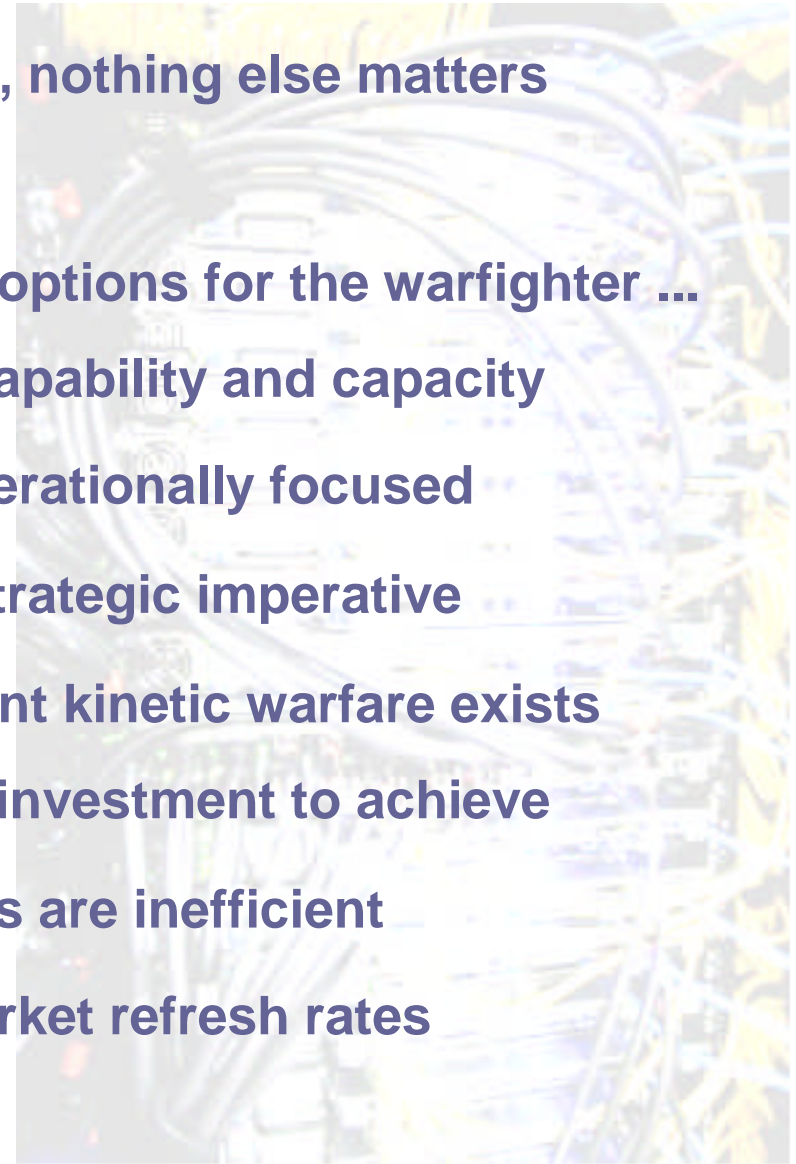 , nothing else matters
options for the warfighter ...
apability and capacity
erationally focused
trategic imperative
nt kinetic warfare exists
investment to achieve
s are inefficient
rket refresh rates